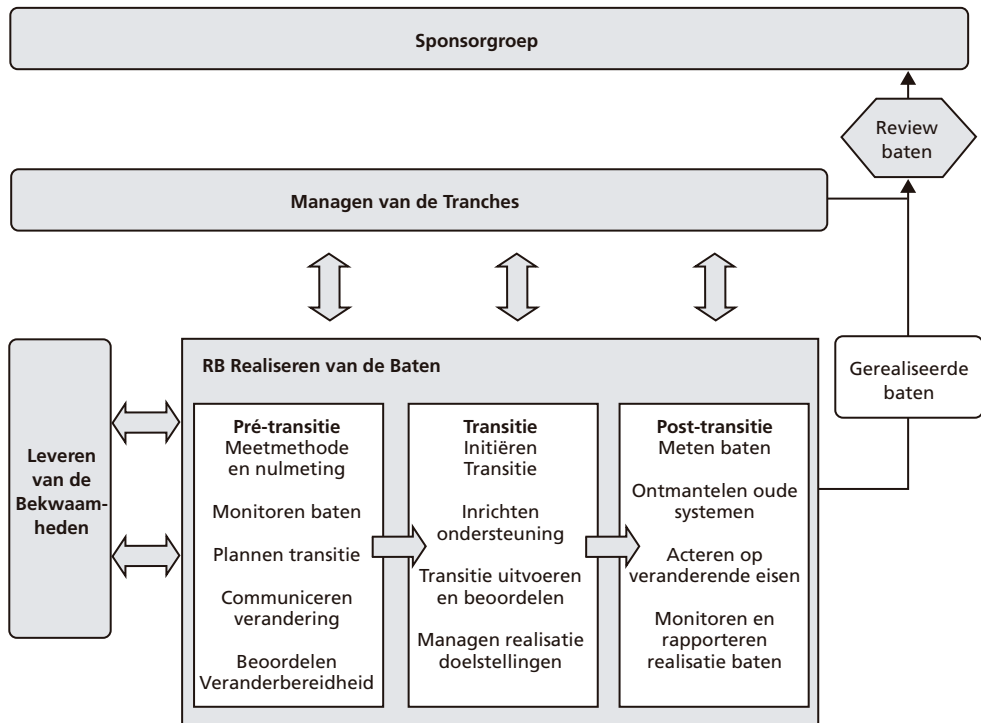 Sponsorgroep
Review
baten
Managen van de Tranches
Gerealiseerde
baten
Leveren
van de
Bekwaam-
heden
RB Realiseren van de Baten
Pré-transitie
Meetmethode
en nulmeting
Monitoren baten
Plannen transitie
Communiceren
verandering
Beoordelen
Veranderbereidheid
Transitie
Initiëren
Transitie
Inrichten
ondersteuning
Transitie uitvoeren
en beoordelen
Managen realisatie
doelstellingen
Post-transitie
Meten baten
Ontmantelen oude
systemen
Acteren op
veranderende eisen
Monitoren en
rapporteren
realisatie baten